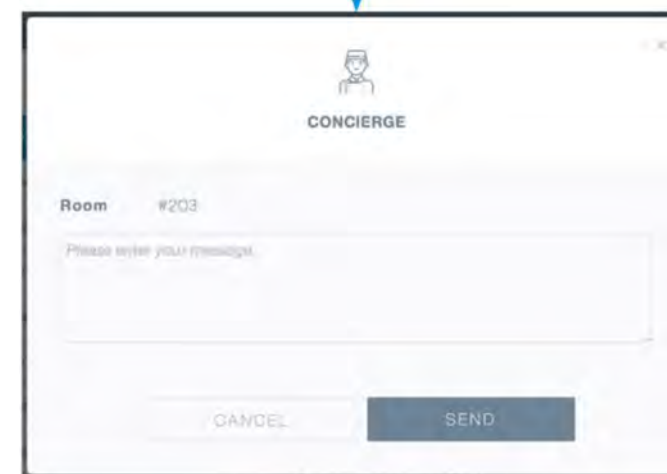 CONCIERGE
Room #203
Please enter your message.
CANCEL
SEND